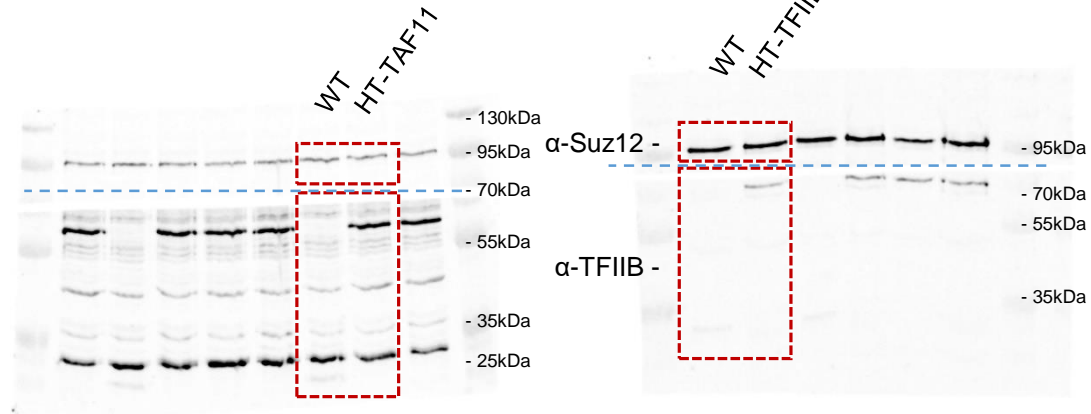 WT
HT-TAF11
- 130kDa
- 95kDa
- 70kDa
- 55kDa
- 35kDa
- 25kDa
WT
α-Suz12 -
α-TFIIB -
- 95kDa
- 70kDa
- 55kDa
- 35kDa